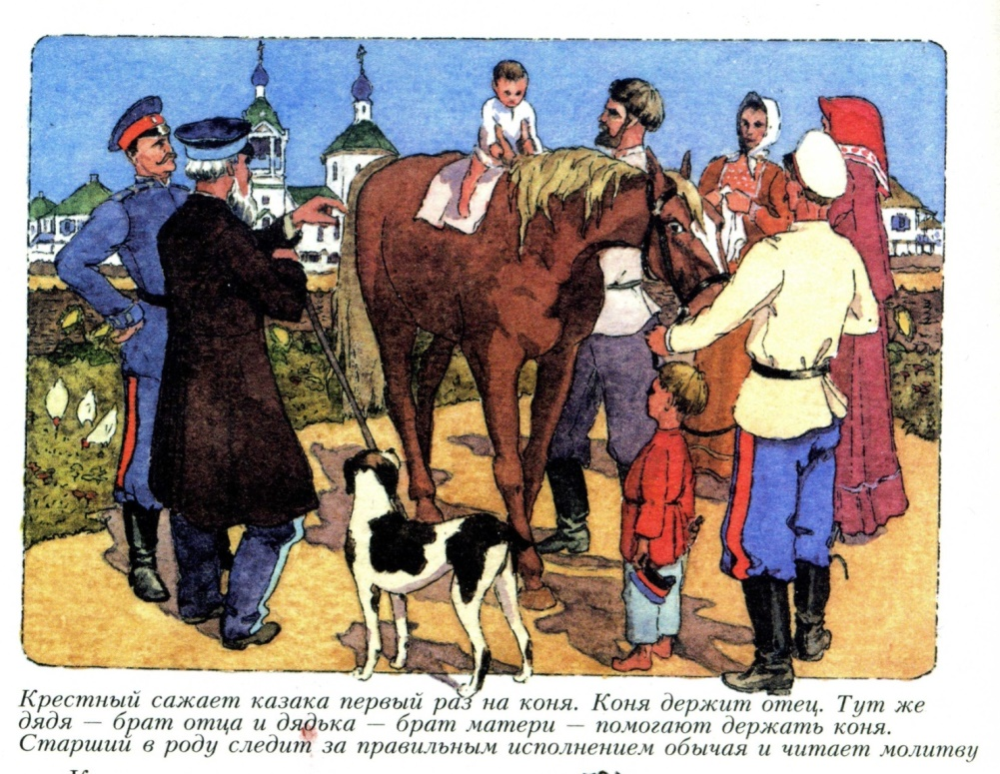 Крестный сажает казака первый раз на коня. Коня держит отец. Тут же
дядя — брат отца и дядька — брат матери — помогают держать коня.
Старший в роду следит за правильным исполнением обычая и читает молитву